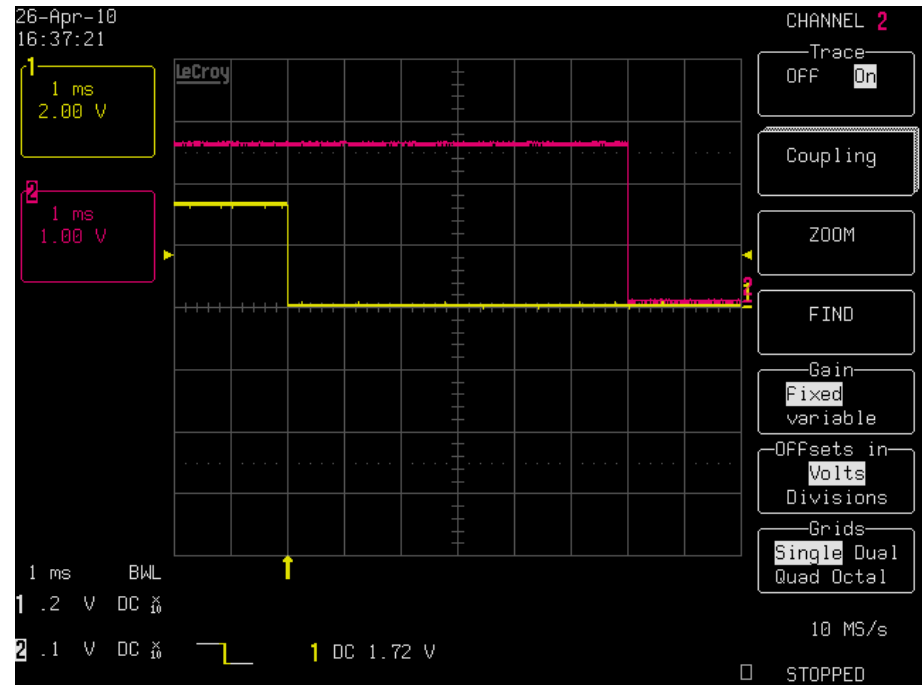 26-Apr-10
16:37:21
1
1 ms
2.00 V
2
1 ms
1.00 V
LeCroy
2
1
CHANNEL 2
Trace
OFF On
Coupling
ZOOM
FIND
Gain
Fixed
variable
OFFsets in
Volts
Divisions
Grids
Single Dual
Quad Octal
1 ms BWL
1 .2 V DC X10
2 .1 V DC X10
1 DC 1.72 V
10 MS/s
STOPPED